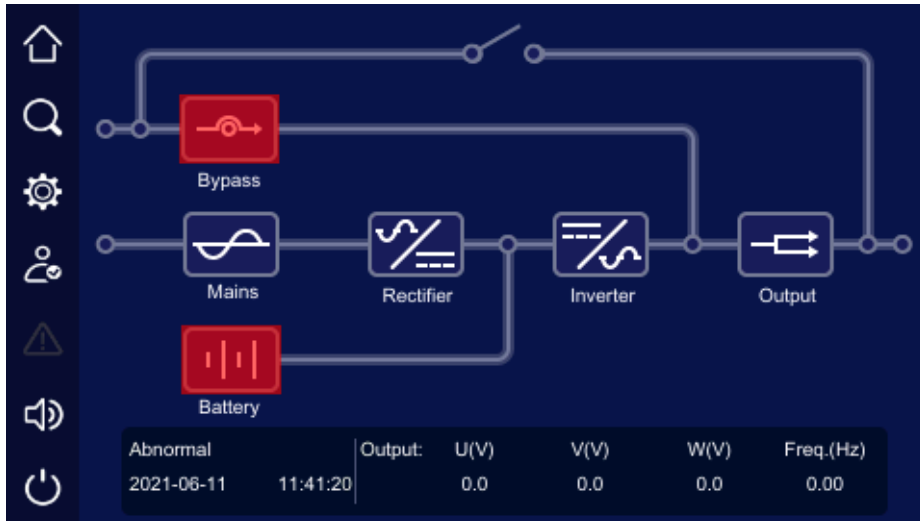 Bypass
Mains
Rectifier
Inverter
Output
Battery
Abnormal Output: U(V) V(V) W(V) Freq.(Hz)
2021-06-11 11:41:20 0.0 0.0 0.0 0.00